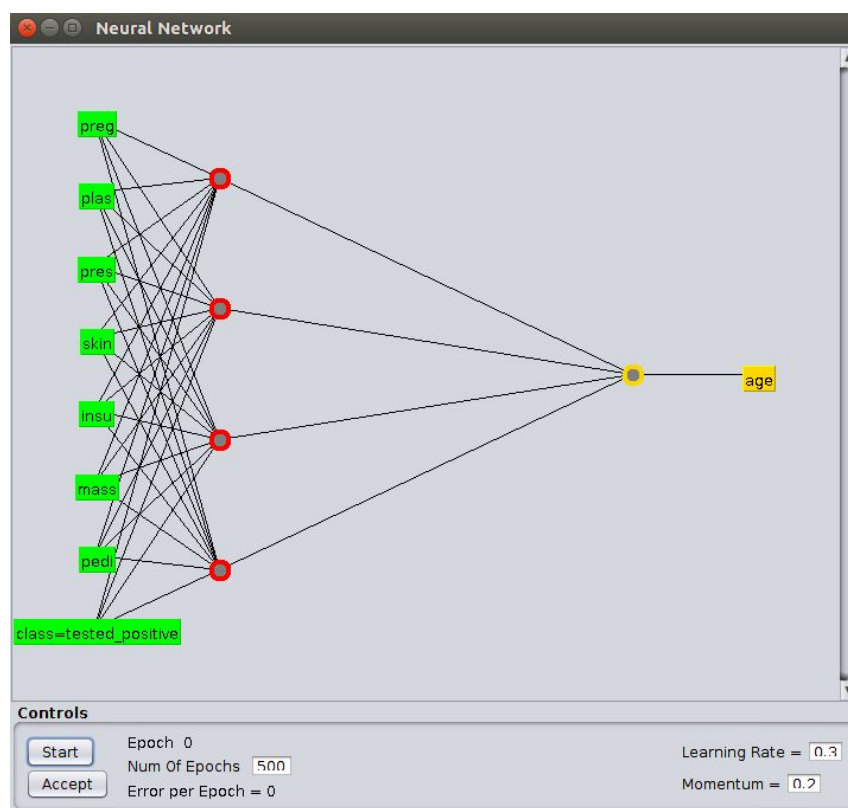 Neural Network
preg
plas
pres
skin
insu
mass
pedi
class=tested_positive
age
Controls
Start
Accept
Epoch 0
Num Of Epochs 500
Error per Epoch = 0
Learning Rate = 0.3
Momentum = 0.2